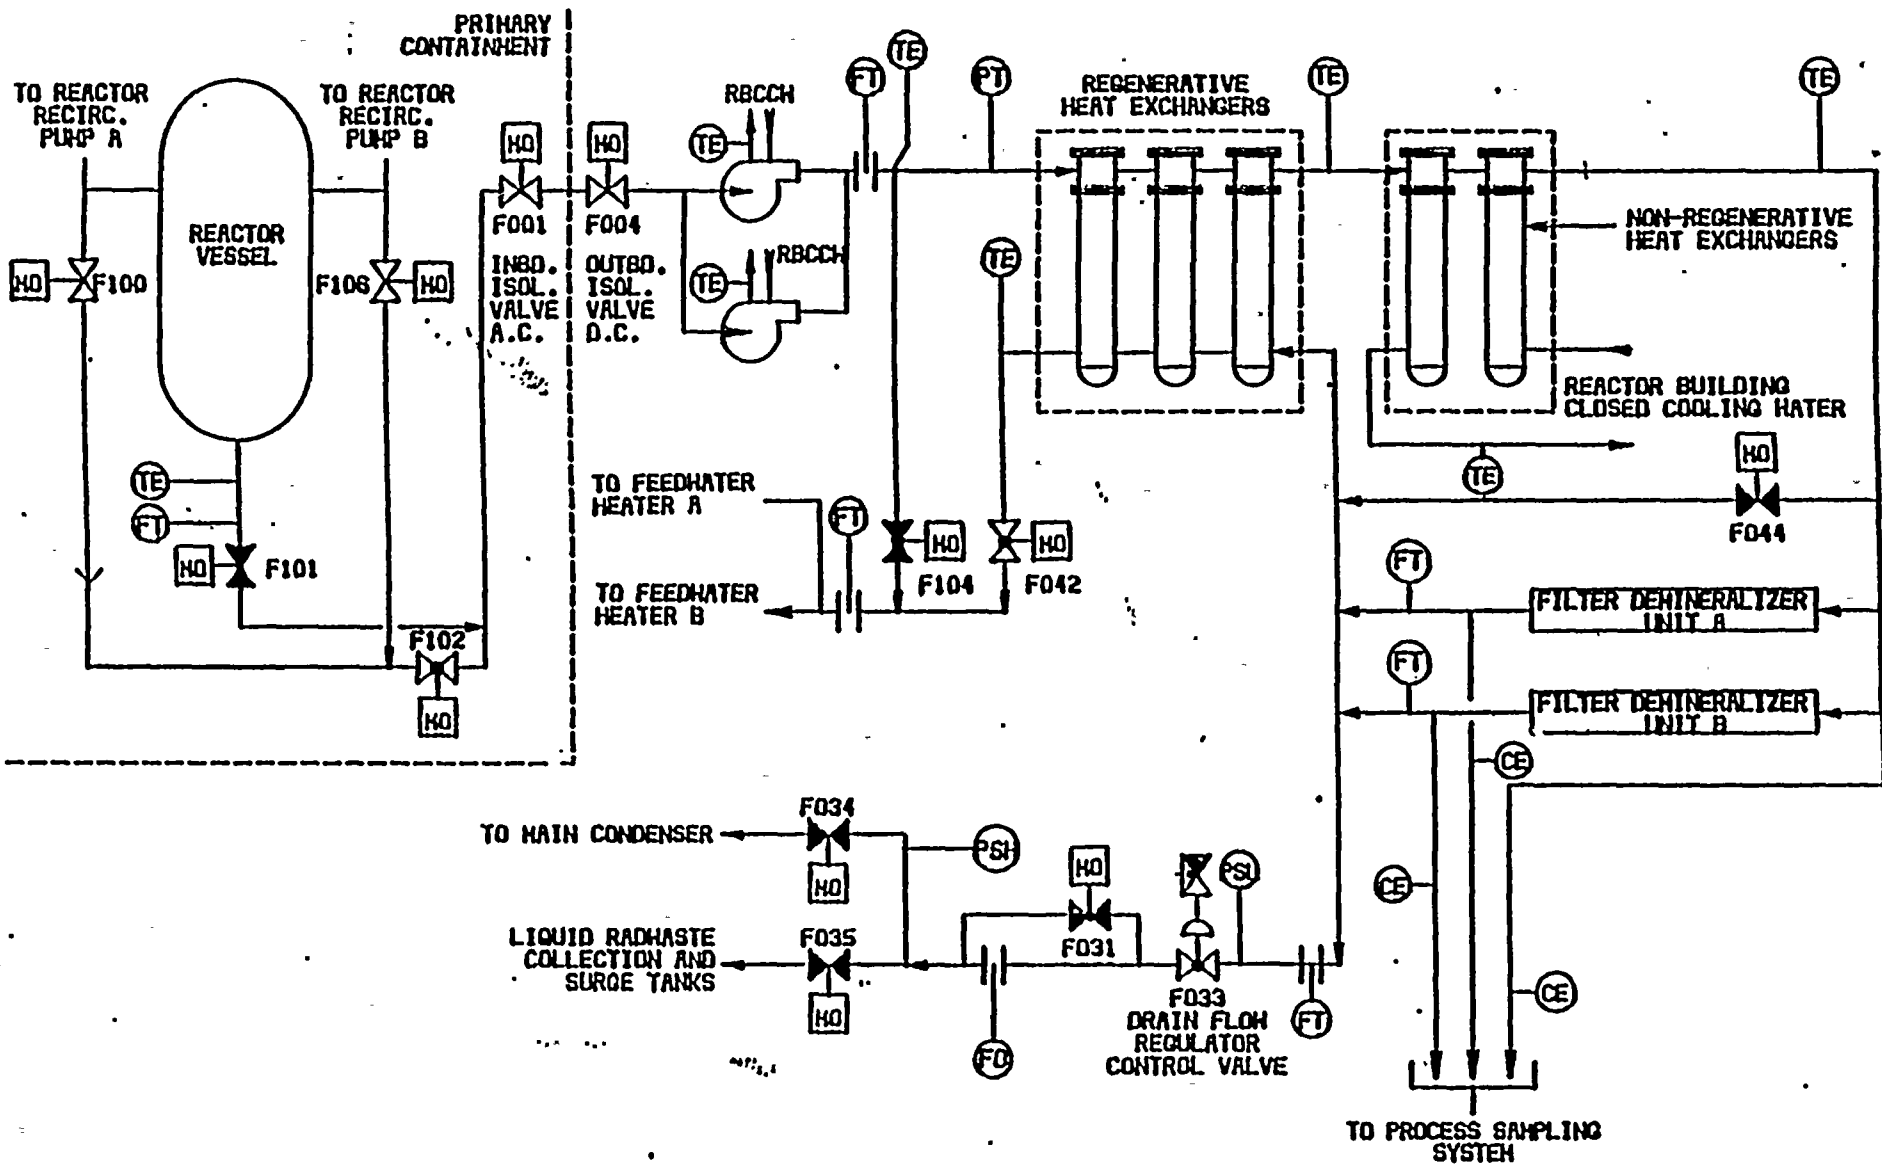 PRIMARY
CONTAINMENT
TO REACTOR
RECIRC.
PUMP A
TO REACTOR
RECIRC.
PUMP B
REACTOR
VESSEL
MO
F100
F106
MO
TE
FT
MO
F101
F102
MO
MO
F001
INBD.
ISOL.
VALVE
A.C.
MO
F004
OUTBD.
ISOL.
VALVE
D.C.
RBCCW
TE
RBCCW
TE
FT
TE
PT
REGENERATIVE
HEAT EXCHANGERS
TE
TE
TE
NON-REGENERATIVE
HEAT EXCHANGERS
REACTOR BUILDING
CLOSED COOLING WATER
TE
MO
F044
TO FEEDWATER
HEATER A
FT
MO
F104
MO
F042
TO FEEDWATER
HEATER B
FT
FILTER DEMINERALIZER
UNIT A
FT
FILTER DEMINERALIZER
UNIT B
CE
CE
CE
F034
TO MAIN CONDENSER
MO
PSH
MO
F031
PSL
LIQUID RADWASTE
COLLECTION AND
SURGE TANKS
F035
MO
FO
F033
DRAIN FLOW
REGULATOR
CONTROL VALVE
FT
TO PROCESS SAMPLING
SYSTEM